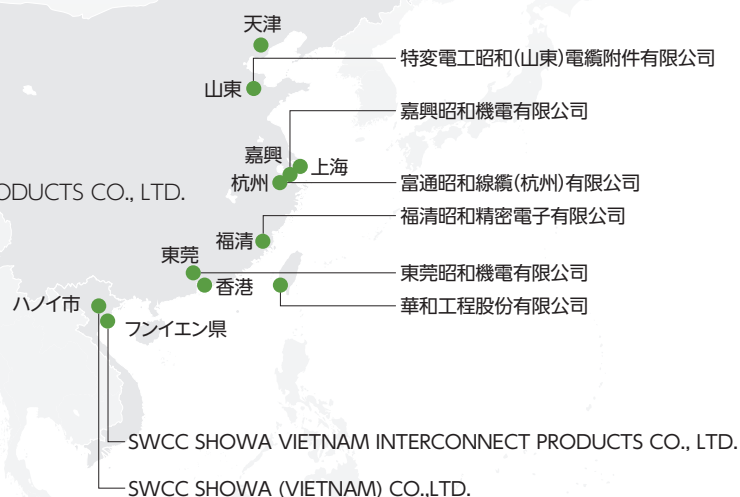 天津
特変電工昭和(山東)電纜附件有限公司
山東
嘉興昭和機電有限公司
嘉興
上海
杭州
富通昭和線纜(杭州)有限公司
ODUCTS CO., LTD.
福清昭和精密電子有限公司
福清
東莞
東莞昭和機電有限公司
香港
華和工程股份有限公司
ハノイ市
フンイエン県
SWCC SHOWA VIETNAM INTERCONNECT PRODUCTS CO., LTD.
SWCC SHOWA (VIETNAM) CO.,LTD.